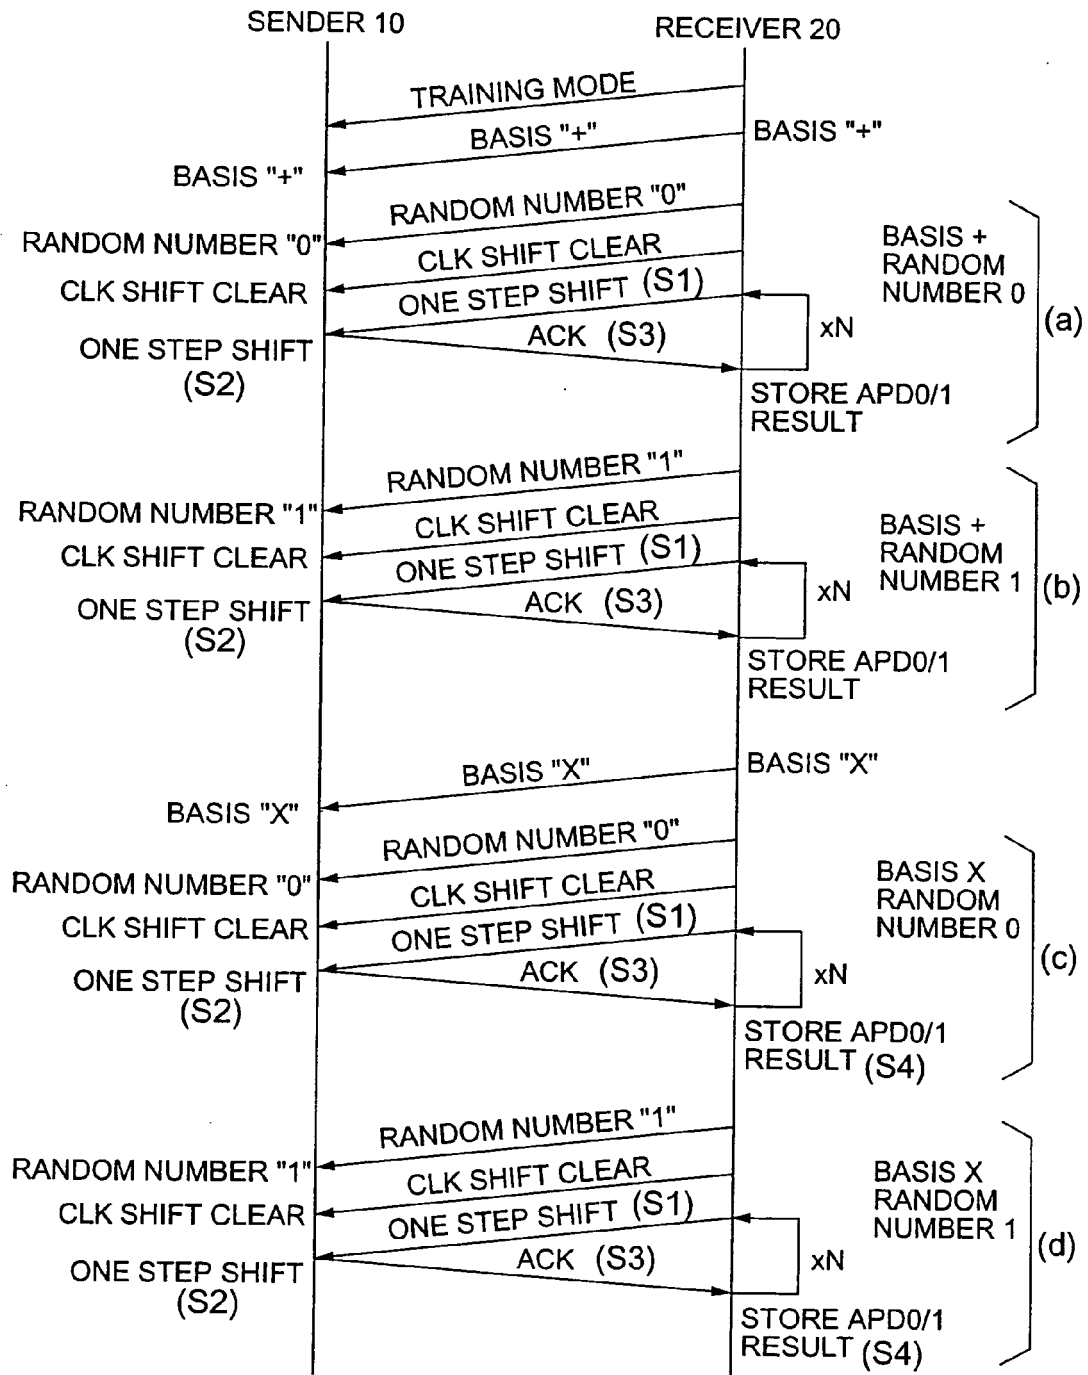 SENDER 10
RECEIVER 20
TRAINING MODE
BASIS "+"
BASIS "+"
BASIS "+"
RANDOM NUMBER "0"
RANDOM NUMBER "0"
CLK SHIFT CLEAR
CLK SHIFT CLEAR
ONE STEP SHIFT (S1)
ACK (S3)
xN
ONE STEP SHIFT
(S2)
STORE APD0/1
RESULT
BASIS +
RANDOM
NUMBER 0
(a)
RANDOM NUMBER "1"
RANDOM NUMBER "1"
CLK SHIFT CLEAR
CLK SHIFT CLEAR
ONE STEP SHIFT (S1)
ACK (S3)
xN
ONE STEP SHIFT
(S2)
STORE APD0/1
RESULT
BASIS +
RANDOM
NUMBER 1
(b)
BASIS "X"
BASIS "X"
BASIS "X"
RANDOM NUMBER "0"
RANDOM NUMBER "0"
CLK SHIFT CLEAR
CLK SHIFT CLEAR
ONE STEP SHIFT (S1)
ACK (S3)
xN
ONE STEP SHIFT
(S2)
STORE APD0/1
RESULT (S4)
BASIS X
RANDOM
NUMBER 0
(c)
RANDOM NUMBER "1"
RANDOM NUMBER "1"
CLK SHIFT CLEAR
CLK SHIFT CLEAR
ONE STEP SHIFT (S1)
ACK (S3)
xN
ONE STEP SHIFT
(S2)
STORE APD0/1
RESULT (S4)
BASIS X
RANDOM
NUMBER 1
(d)